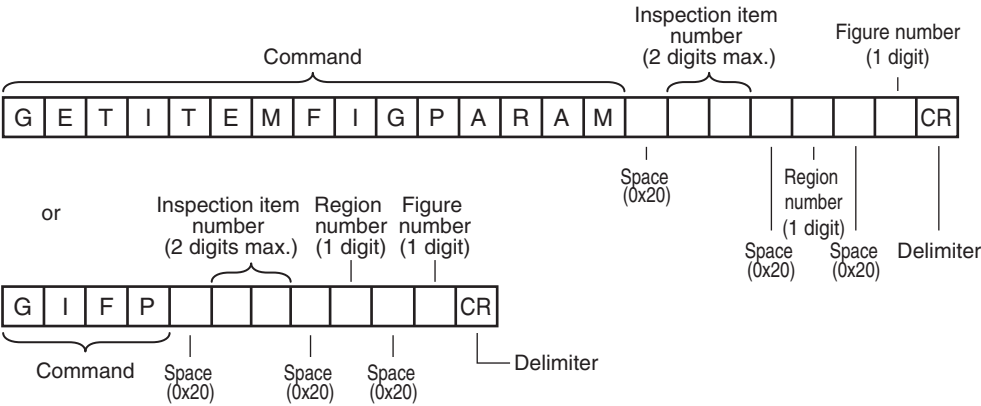 Inspection item
number
(2 digits max.)
Figure number
(1 digit)
Command
G E T I T E M F I G P A R A M CR
Space
(0x20)
Region
number
(1 digit)
Space
(0x20)
Space
(0x20)
Delimiter
or
Inspection item
number
(2 digits max.)
Region
number
(1 digit)
Figure
number
(1 digit)
G I F P CR
Command
Space
(0x20)
Space
(0x20)
Space
(0x20)
Delimiter